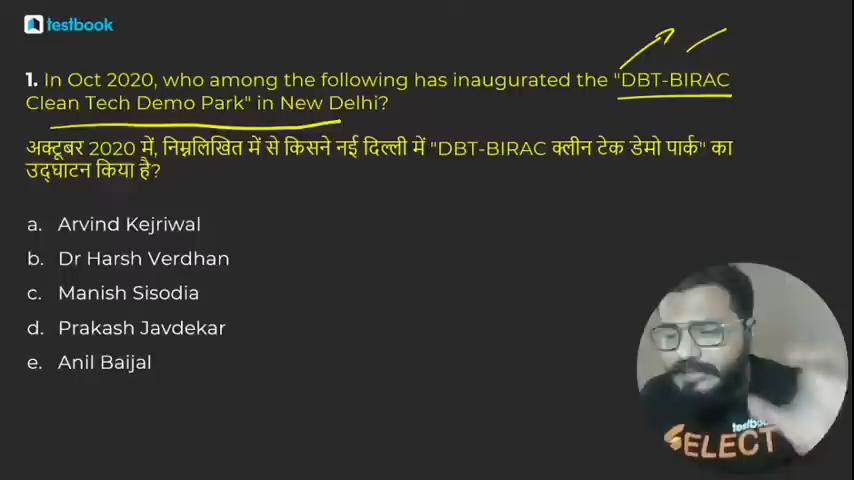 testbook
1. In Oct 2020, who among the following has inaugurated the "DBT-BIRAC
Clean Tech Demo Park" in New Delhi?
अक्टूबर 2020 में, निम्नलिखित में से किसने नई दिल्ली में "DBT-BIRAC क्लीन टेक डेमो पार्क" का
उद्घाटन किया है?
a. Arvind Kejriwal
b. Dr Harsh Verdhan
c. Manish Sisodia
d. Prakash Javdekar
e. Anil Baijal
SELECT